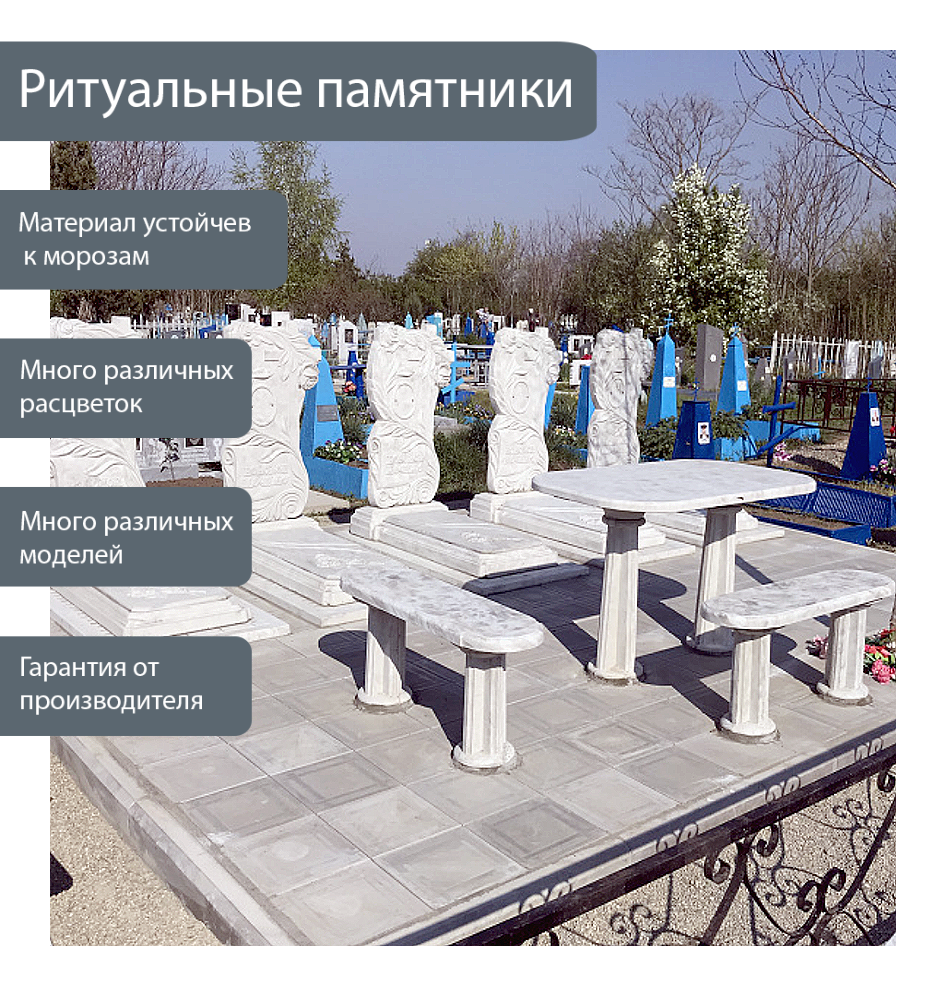 Ритуальные памятники
Материал устойчев
к морозам
Много различных
расцветок
Много различных
моделей
Гарантия от
производителя